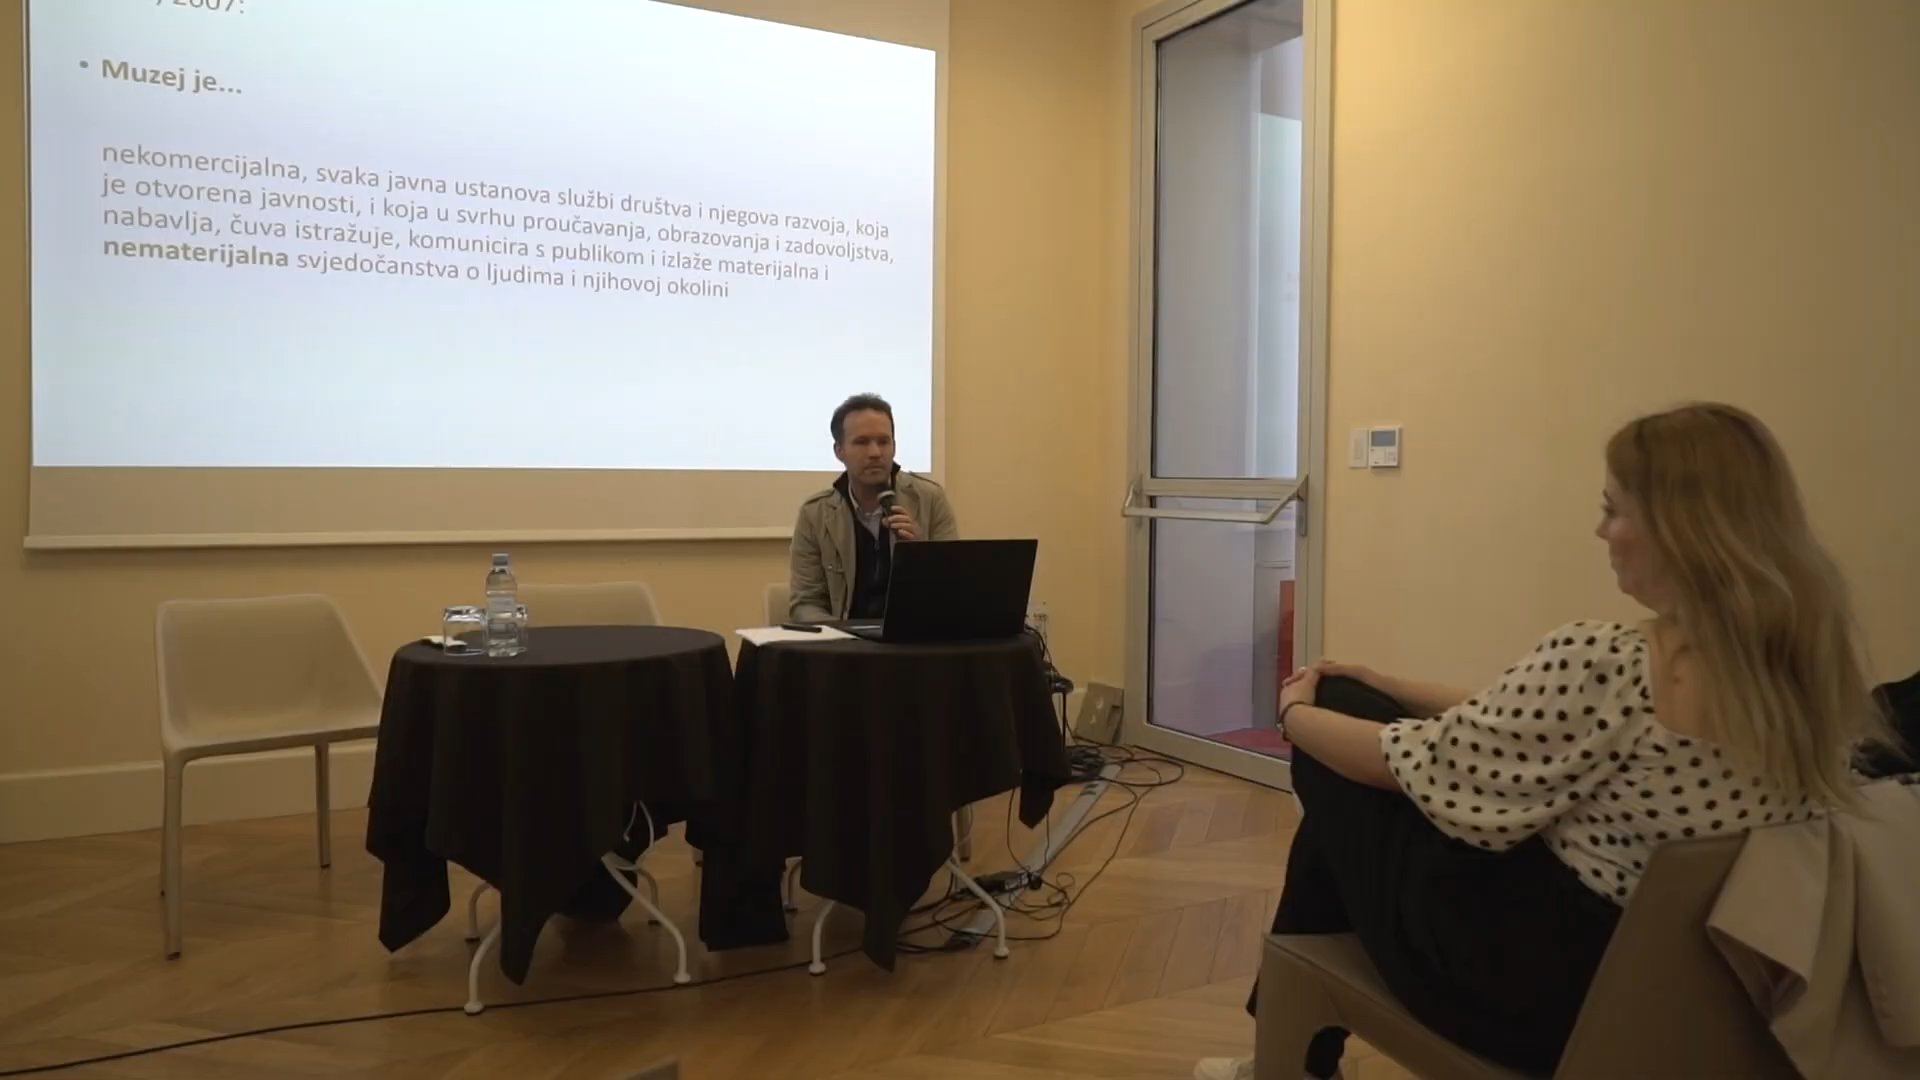 2007:
• Muzej je...
nekomercijalna, svaka javna ustanova službi društva i njegova razvoja, koja
je otvorena javnosti, i koja u svrhu proučavanja, obrazovanja i zadovoljstva,
nabavlja, čuva istražuje, komunicira s publikom i izlaže materijalna i
nematerijalna svjedočanstva o ljudima i njihovoj okolini